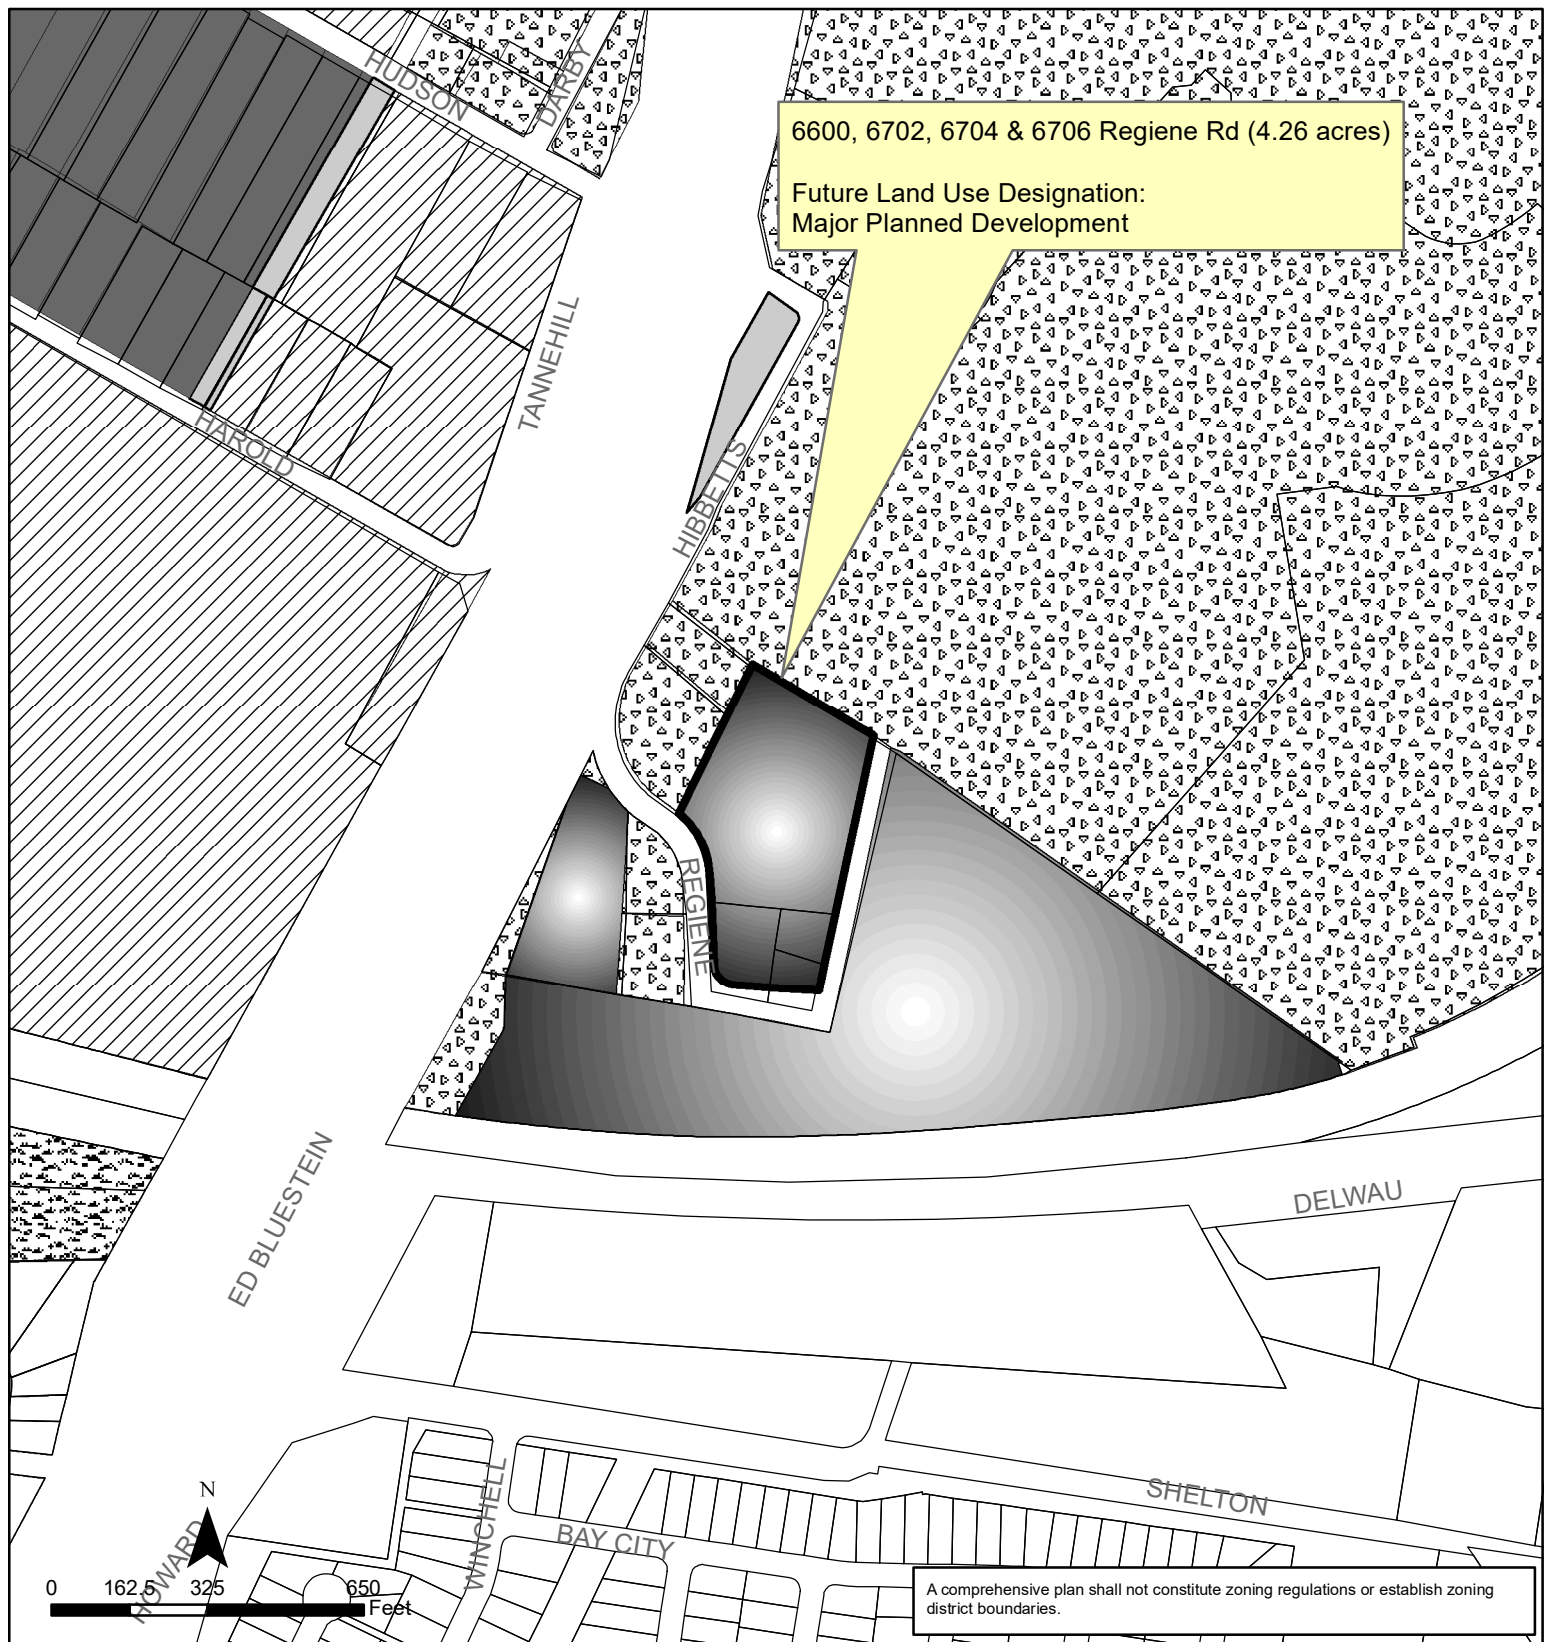 HUDSON
DARBY
6600, 6702, 6704 & 6706 Regiene Rd (4.26 acres)
Future Land Use Designation:
Major Planned Development
TANNEHILL
HAROLD
HIBBETTS
REGIENE
ED BLUESTEIN
DELWAU
SHELTON
WINCHELL
BAY CITY
HOWARD
N
0 162.5 325 650
Feet
A comprehensive plan shall not constitute zoning regulations or establish zoning
district boundaries.